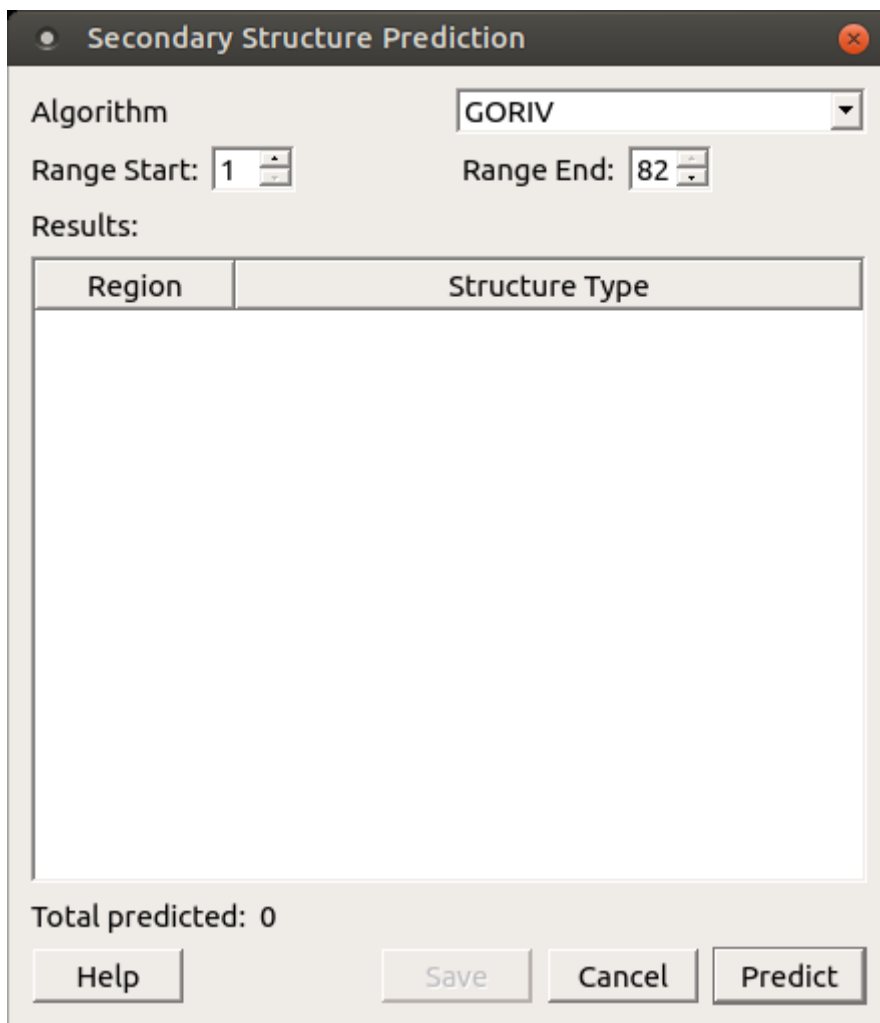 Secondary Structure Prediction
Algorithm GORIV
Range Start: 1 Range End: 82
Results:
Region Structure Type
Total predicted: 0
Help Save Cancel Predict